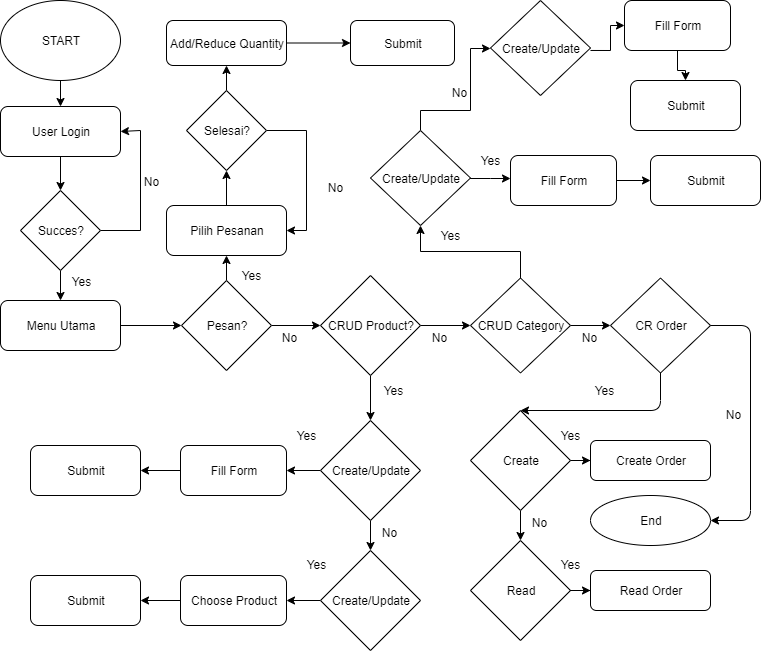 START
Add/Reduce Quantity
Submit
Create/Update
Fill Form
Submit
No
User Login
Selesai?
No
No
Create/Update
Yes
Fill Form
Submit
Succes?
Pilih Pesanan
Yes
Yes
Yes
Menu Utama
Pesan?
No
CRUD Product?
No
CRUD Category
No
CR Order
Yes
Yes
No
Submit
Fill Form
Yes
Create/Update
Create
Yes
Create Order
No
No
End
Submit
Choose Product
Yes
Create/Update
Read
Yes
Read Order